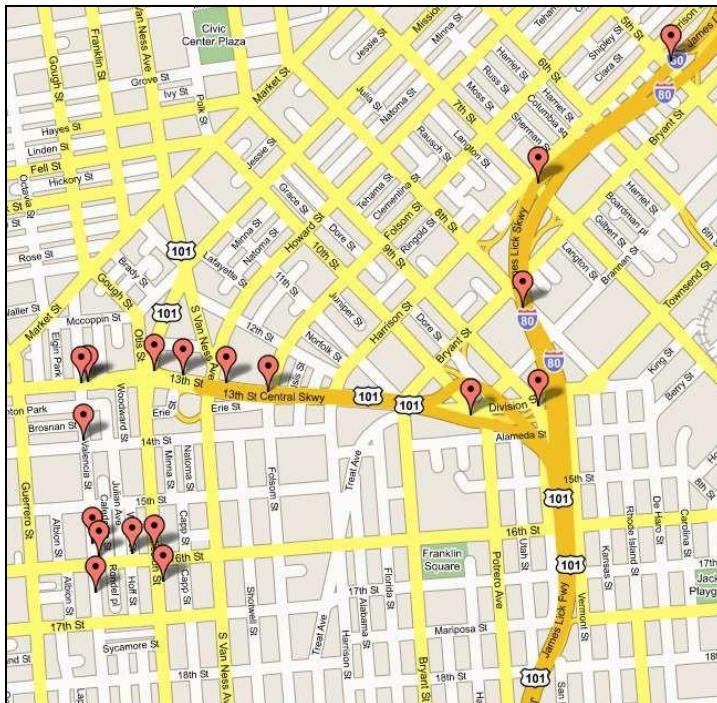 Civic
Center Plaza
Franklin St
Gough St
Van Ness Ave
Mission
Minna St
Tehama St
5th St
Harriet St
Shipley St
Clara St
James L
80
80
Jessie St
Grove St
Ivy St
Polk St
Market St
Julia St
Natoma St
7th St
Moss St
Russ St
6th St
Harriet St
Columbia sq
Sherman St
Bryant St
Hayes St
Linden St
Fell St
Hickory St
Octavia St
Rose St
Jessie St
Rausch St
Langton St
Tehama St
Clementina St
Folsom St
8th St
Ringold St
9th St
Grace St
Dore St
Howard St
10th St
Minna St
Natoma St
Lafayette St
11th St
Juniper St
12th St
Norfolk St
Harrison St
Dore St
Bryant St
James Lick Skwy
Harriet St
Boardman pl
Gilbert St
Brannan St
Langton St
6th
Townsend St
101
101
Brady St
Gough St
Waller St
Market St
Mccoppin St
Elgin Park
Otis St
S Van Ness Ave
80
80
King St
Berry St
13th St
13th St Central Skwy
101
101
Division St
Alameda St
nton Park
Woodward St
Brosnan St
Erie St
Erie St
14th St
Valencia St
Minna St
Natoma St
Folsom St
Treat Ave
101
15th St
15th St
Guerrero St
Albion St
Julian Ave
Capp St
16th St
Franklin
Square
Utah St
Potrero Ave
Kansas St
Rhode Island St
De Haro St
Carolina St
Albion St
Rondel pl
Hoff St
Capp St
Shotwell St
17th St
Florida St
Alabama St
101
James Lick Fwy
Vermont St
17th
Jack
Playgr
17th St
Sycamore St
S Van Ness Ave
Treat Ave
Harrison St
Mariposa St
18th St
18th St
Bryant St
101
18th St